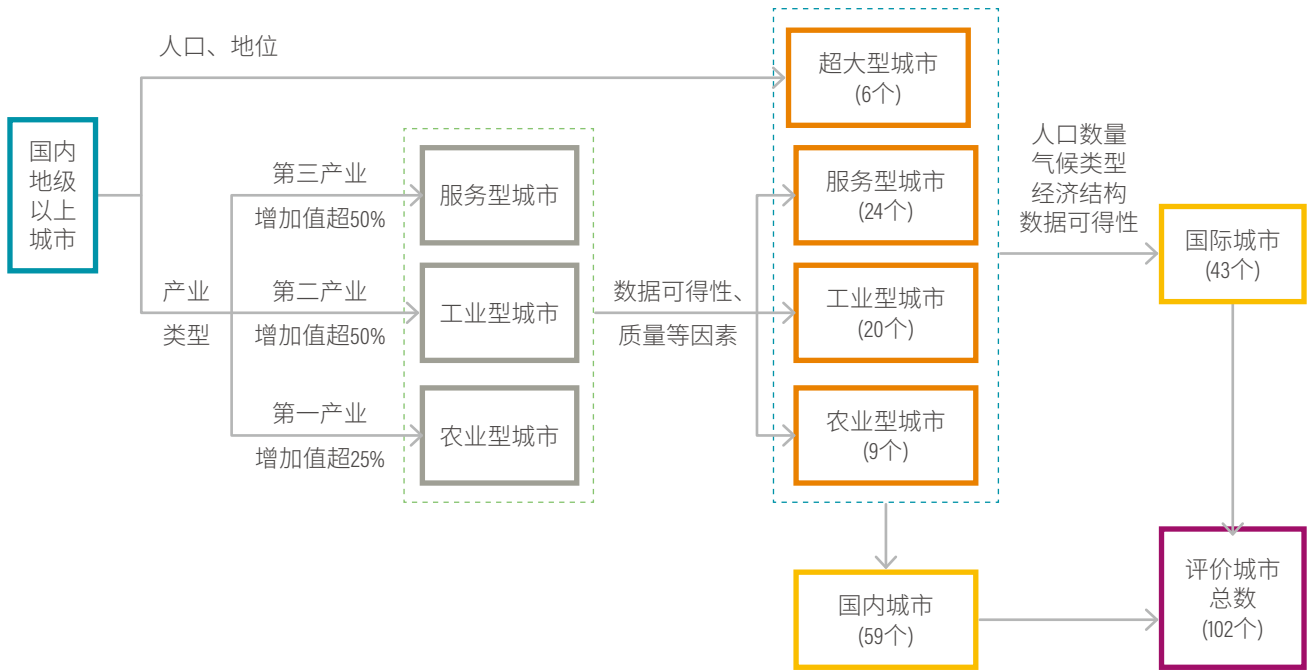 国内
地级
以上
城市
人口、地位
产业
类型
第三产业
增加值超50%
第二产业
增加值超50%
第一产业
增加值超25%
服务型城市
工业型城市
农业型城市
数据可得性、
质量等因素
超大型城市
(6个)
服务型城市
(24个)
工业型城市
(20个)
农业型城市
(9个)
人口数量
气候类型
经济结构
数据可得性
国际城市
(43个)
国内城市
(59个)
评价城市
总数
(102个)